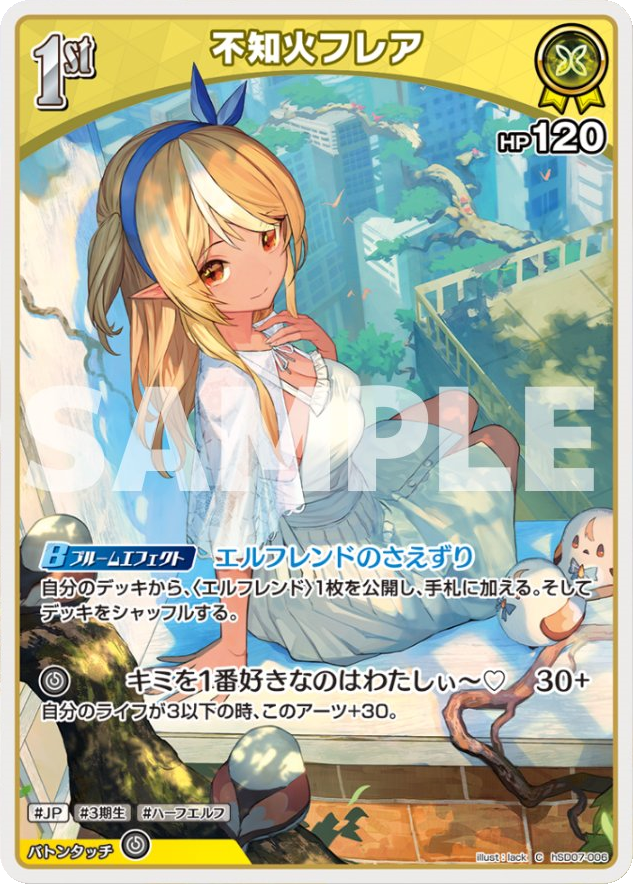 1st
不知火フレア
HP120
SAMPLE
Bブルームエフェクト エルフレンドのさえずり
自分のデッキから、〈エルフレンド〉1枚を公開し、手札に加える。そして
デッキをシャッフルする。
キミを1番好きなのはわたしぃ〜♡ 30+
自分のライフが3以下の時、このアーツ+30。
#JP #3期生 #ハーフエルフ
バトンタッチ
illust:lack C hSD07-006